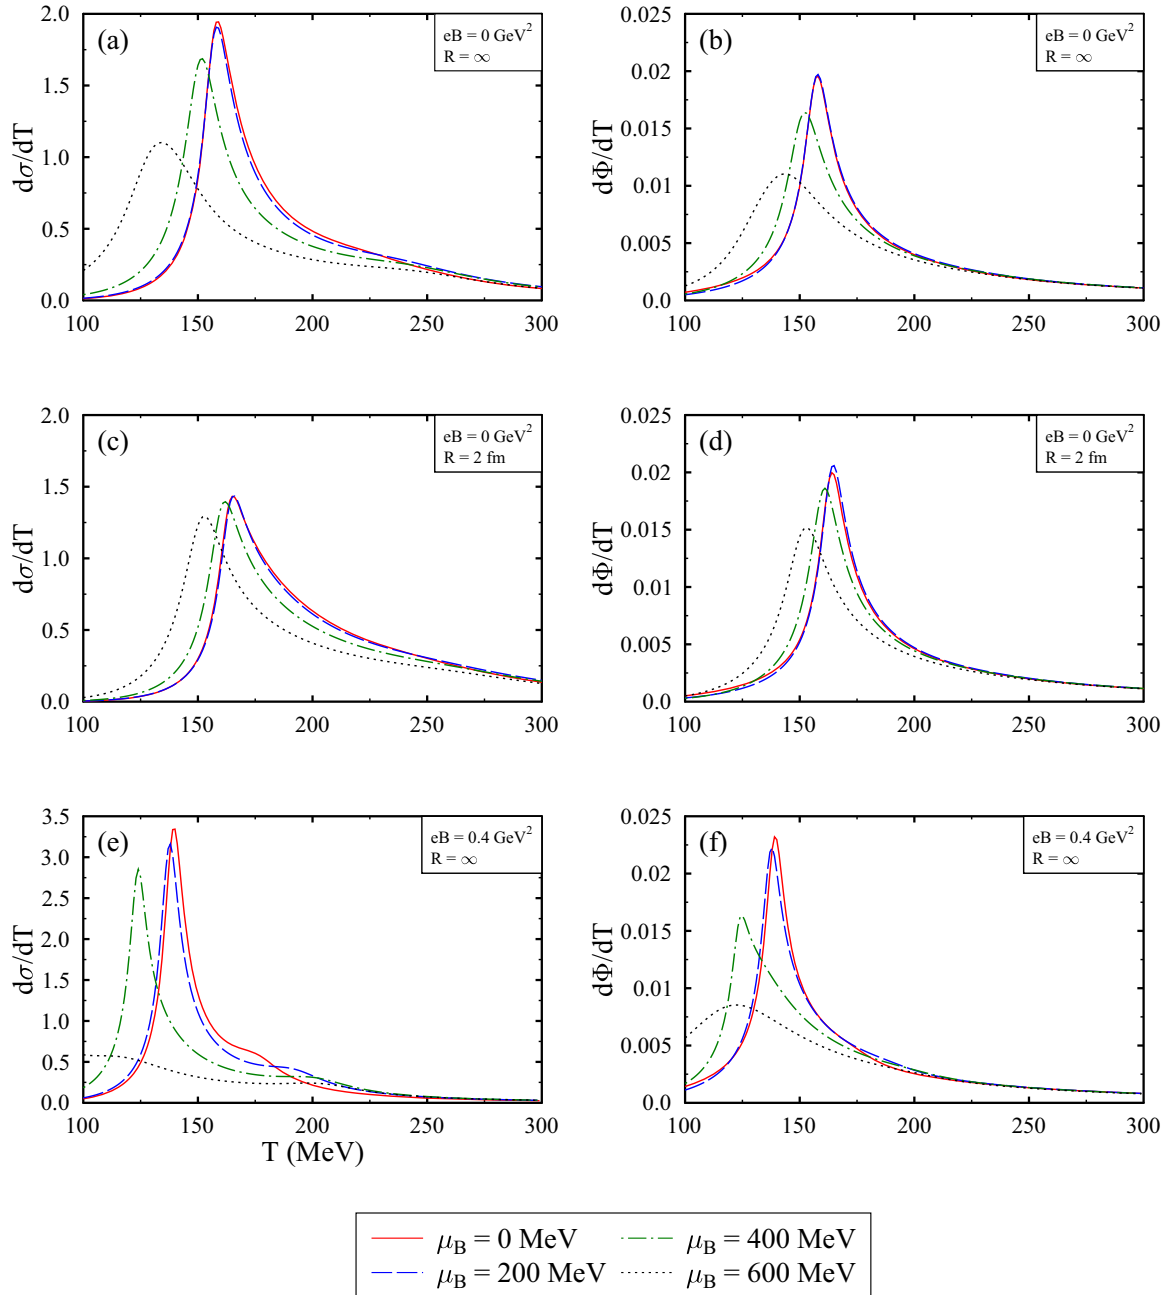 (a)
eB = 0 GeV²
R = ∞
dσ/dT
2.0
1.5
1.0
0.5
0.0
100 150 200 250 300
(b)
eB = 0 GeV²
R = ∞
dΦ/dT
0.025
0.02
0.015
0.01
0.005
0.0
100 150 200 250 300
(c)
eB = 0 GeV²
R = 2 fm
dσ/dT
2.0
1.5
1.0
0.5
0.0
100 150 200 250 300
(d)
eB = 0 GeV²
R = 2 fm
dΦ/dT
0.025
0.02
0.015
0.01
0.005
0.0
100 150 200 250 300
(e)
eB = 0.4 GeV²
R = ∞
dσ/dT
3.5
3.0
2.5
2.0
1.5
1.0
0.5
0.0
100 150 200 250 300
T (MeV)
(f)
eB = 0.4 GeV²
R = ∞
dΦ/dT
0.025
0.02
0.015
0.01
0.005
0.0
100 150 200 250 300
μ_B = 0 MeV
μ_B = 200 MeV
μ_B = 400 MeV
μ_B = 600 MeV